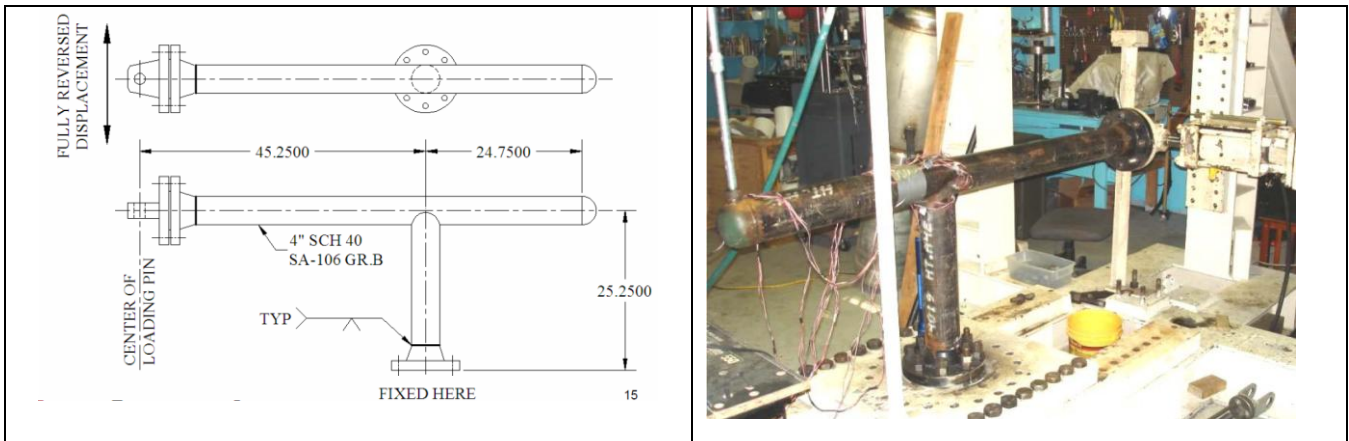 FULLY REVERSED
DISPLACEMENT
45.2500
24.7500
4" SCH 40
SA-106 GR.B
25.2500
TYP
CENTER OF
LOADING PIN
FIXED HERE
15